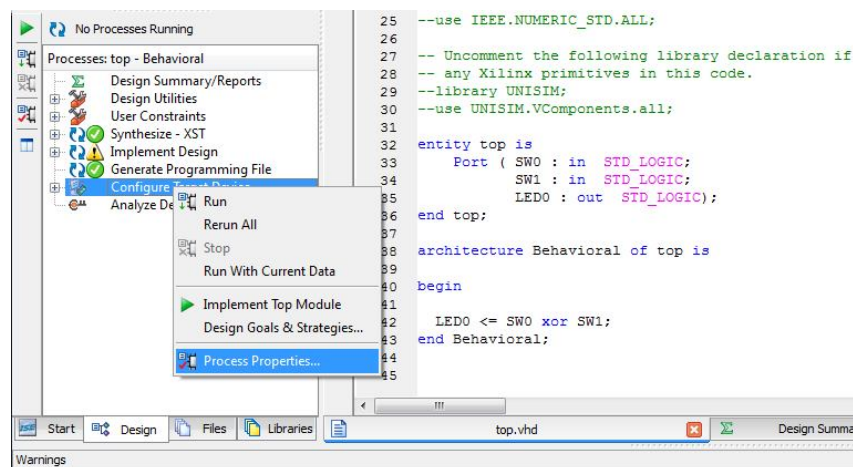 No Processes Running
Processes: top - Behavioral
Design Summary/Reports
Design Utilities
User Constraints
Synthesize - XST
Implement Design
Generate Programming File
Configure Target Device
Analyze De
Run
Rerun All
Stop
Run With Current Data
Implement Top Module
Design Goals & Strategies...
Process Properties...
25 --use IEEE.NUMERIC_STD.ALL;
26
27 -- Uncomment the following library declaration if
28 -- any Xilinx primitives in this code.
29 --library UNISIM;
30 --use UNISIM.VComponents.all;
31
32 entity top is
33 Port ( SW0 : in STD_LOGIC;
34 SW1 : in STD_LOGIC;
35 LED0 : out STD_LOGIC);
36 end top;
37
38 architecture Behavioral of top is
39
40 begin
41
42 LED0 <= SW0 xor SW1;
43 end Behavioral;
44
45
Start Design Files Libraries
top.vhd
Design Summa
Warnings